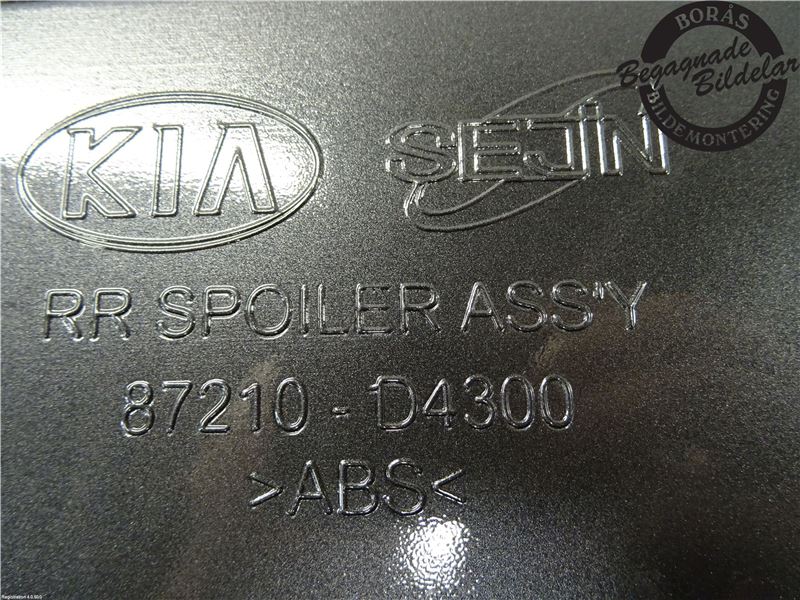 BORÅS
Begagnade
Bildelar
BILDEMONTERING
KIA
SEJIN
RR SPOILER ASS'Y
87210 - D4300
>ABS<